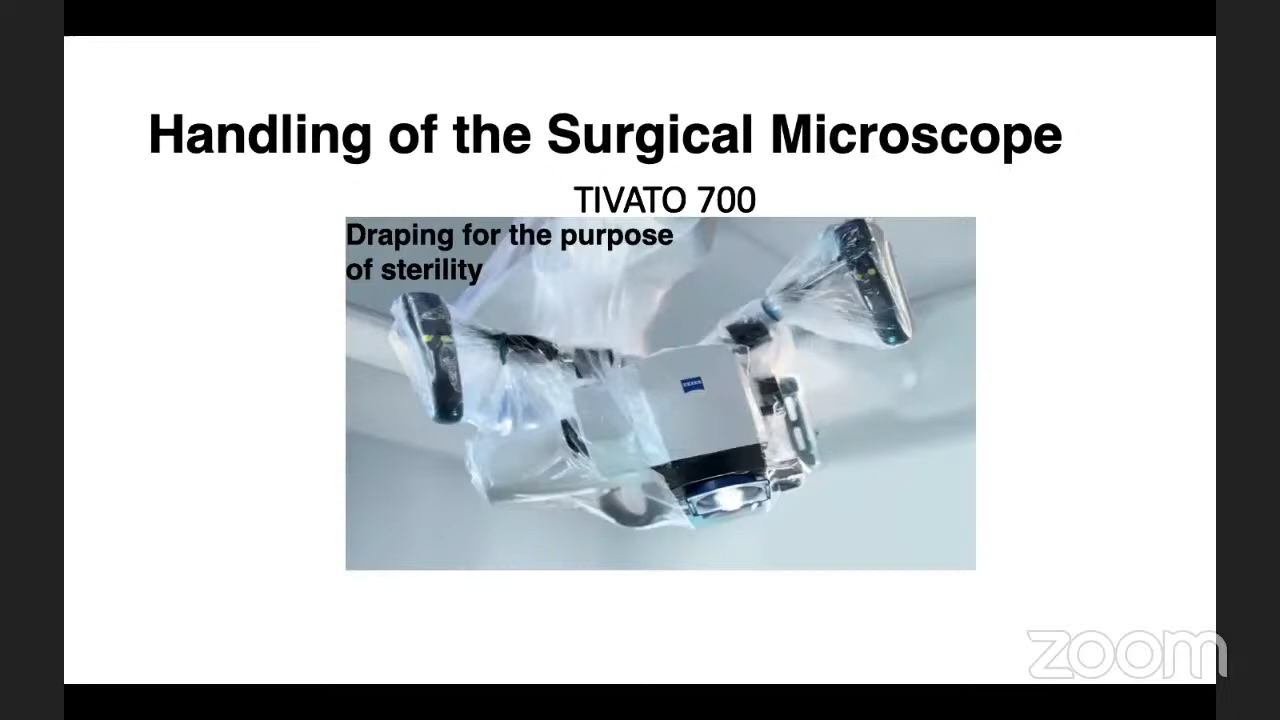 Handling of the Surgical Microscope
TIVATO 700
Draping for the purpose
of sterility
ZEISS
zoom